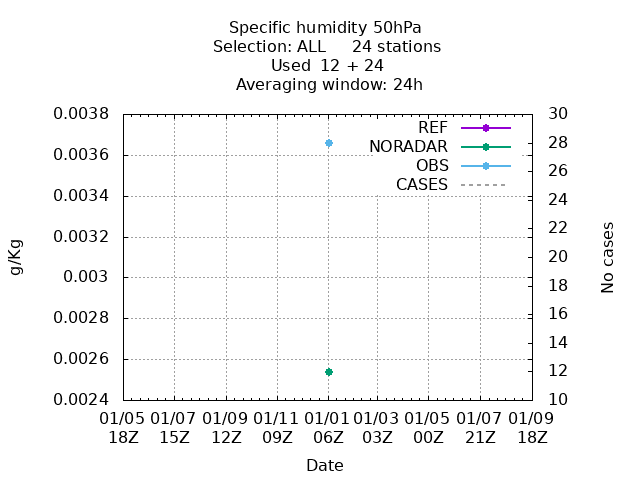 Specific humidity 50hPa
Selection: ALL 24 stations
Used 12 + 24
Averaging window: 24h
0.0038
0.0036
0.0034
0.0032
0.003
0.0028
0.0026
0.0024
g/Kg
REF
NORADAR
OBS
CASES
30
28
26
24
22
20
18
16
14
12
10
No cases
01/05 01/07 01/09 01/11 01/01 01/03 01/05 01/07 01/09
18Z 15Z 12Z 09Z 06Z 03Z 00Z 21Z 18Z
Date